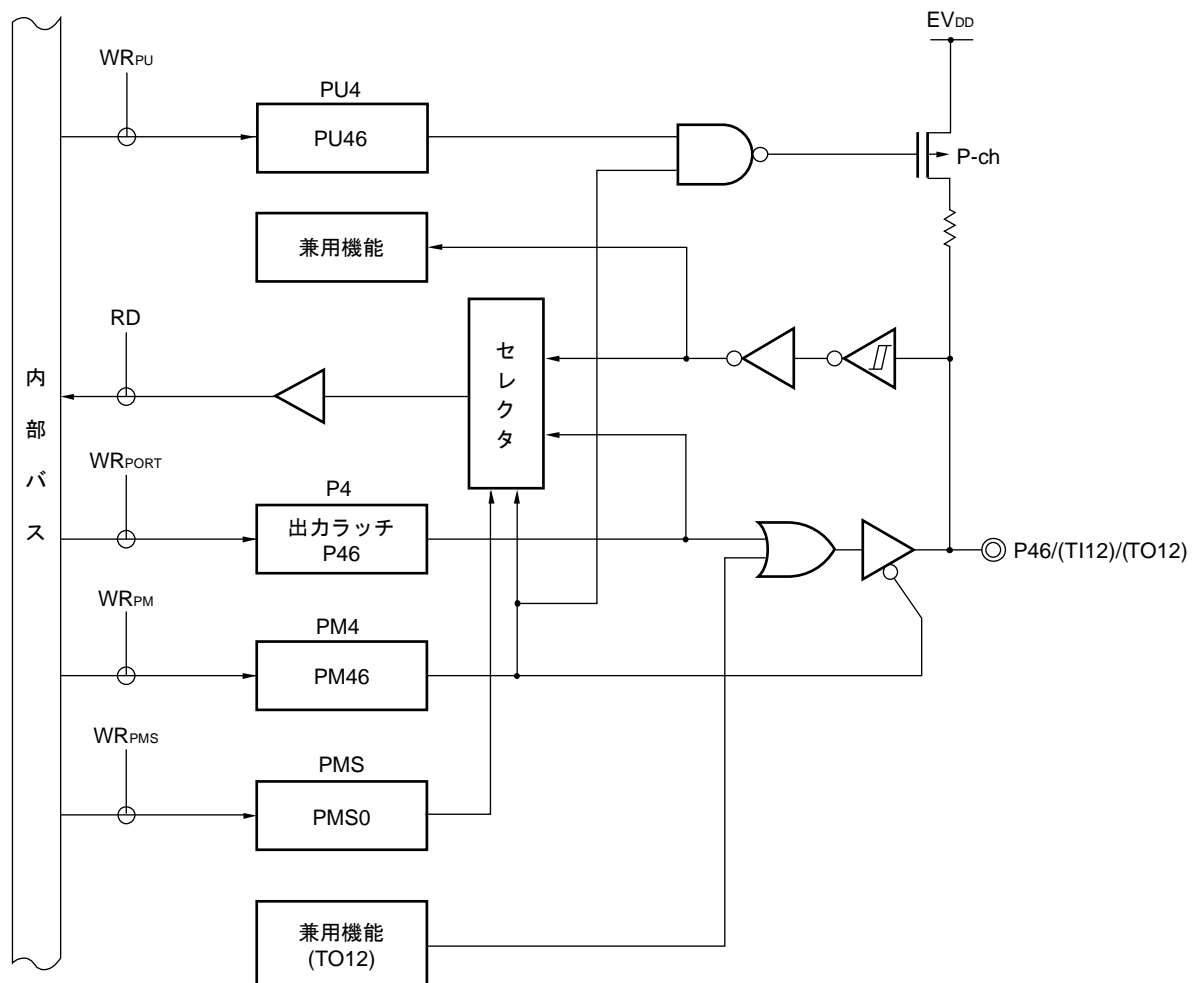 EVDD
WRPU
PU4
PU46
P-ch
兼用機能
RD
セレクタ
内部バス
WRPORT
P4
出力ラッチ
P46
P46/(TI12)/(TO12)
WRPM
PM4
PM46
WRPMS
PMS
PMS0
兼用機能
(TO12)